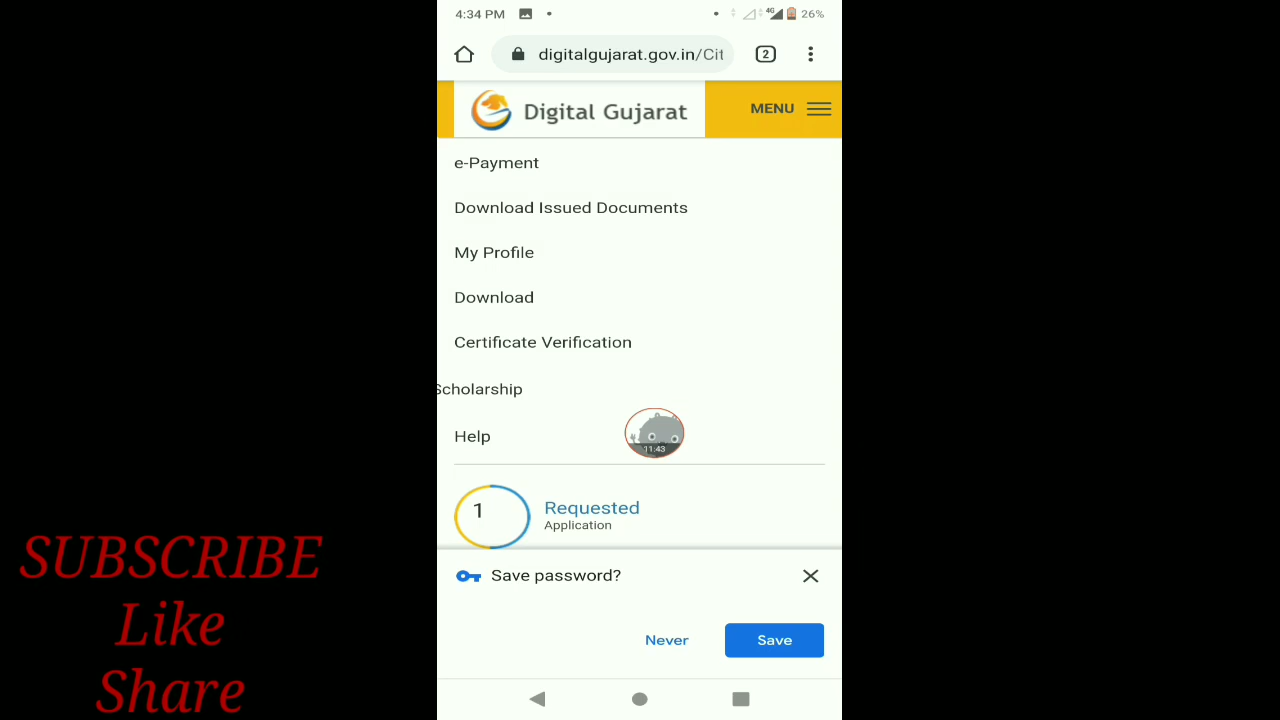 4:34 PM
4G
26%
digitalgujarat.gov.in/Cit
2
Digital Gujarat
MENU
e-Payment
Download Issued Documents
My Profile
Download
Certificate Verification
Scholarship
Help
11:43
1
Requested
Application
Save password?
Never
Save
SUBSCRIBE
Like
Share